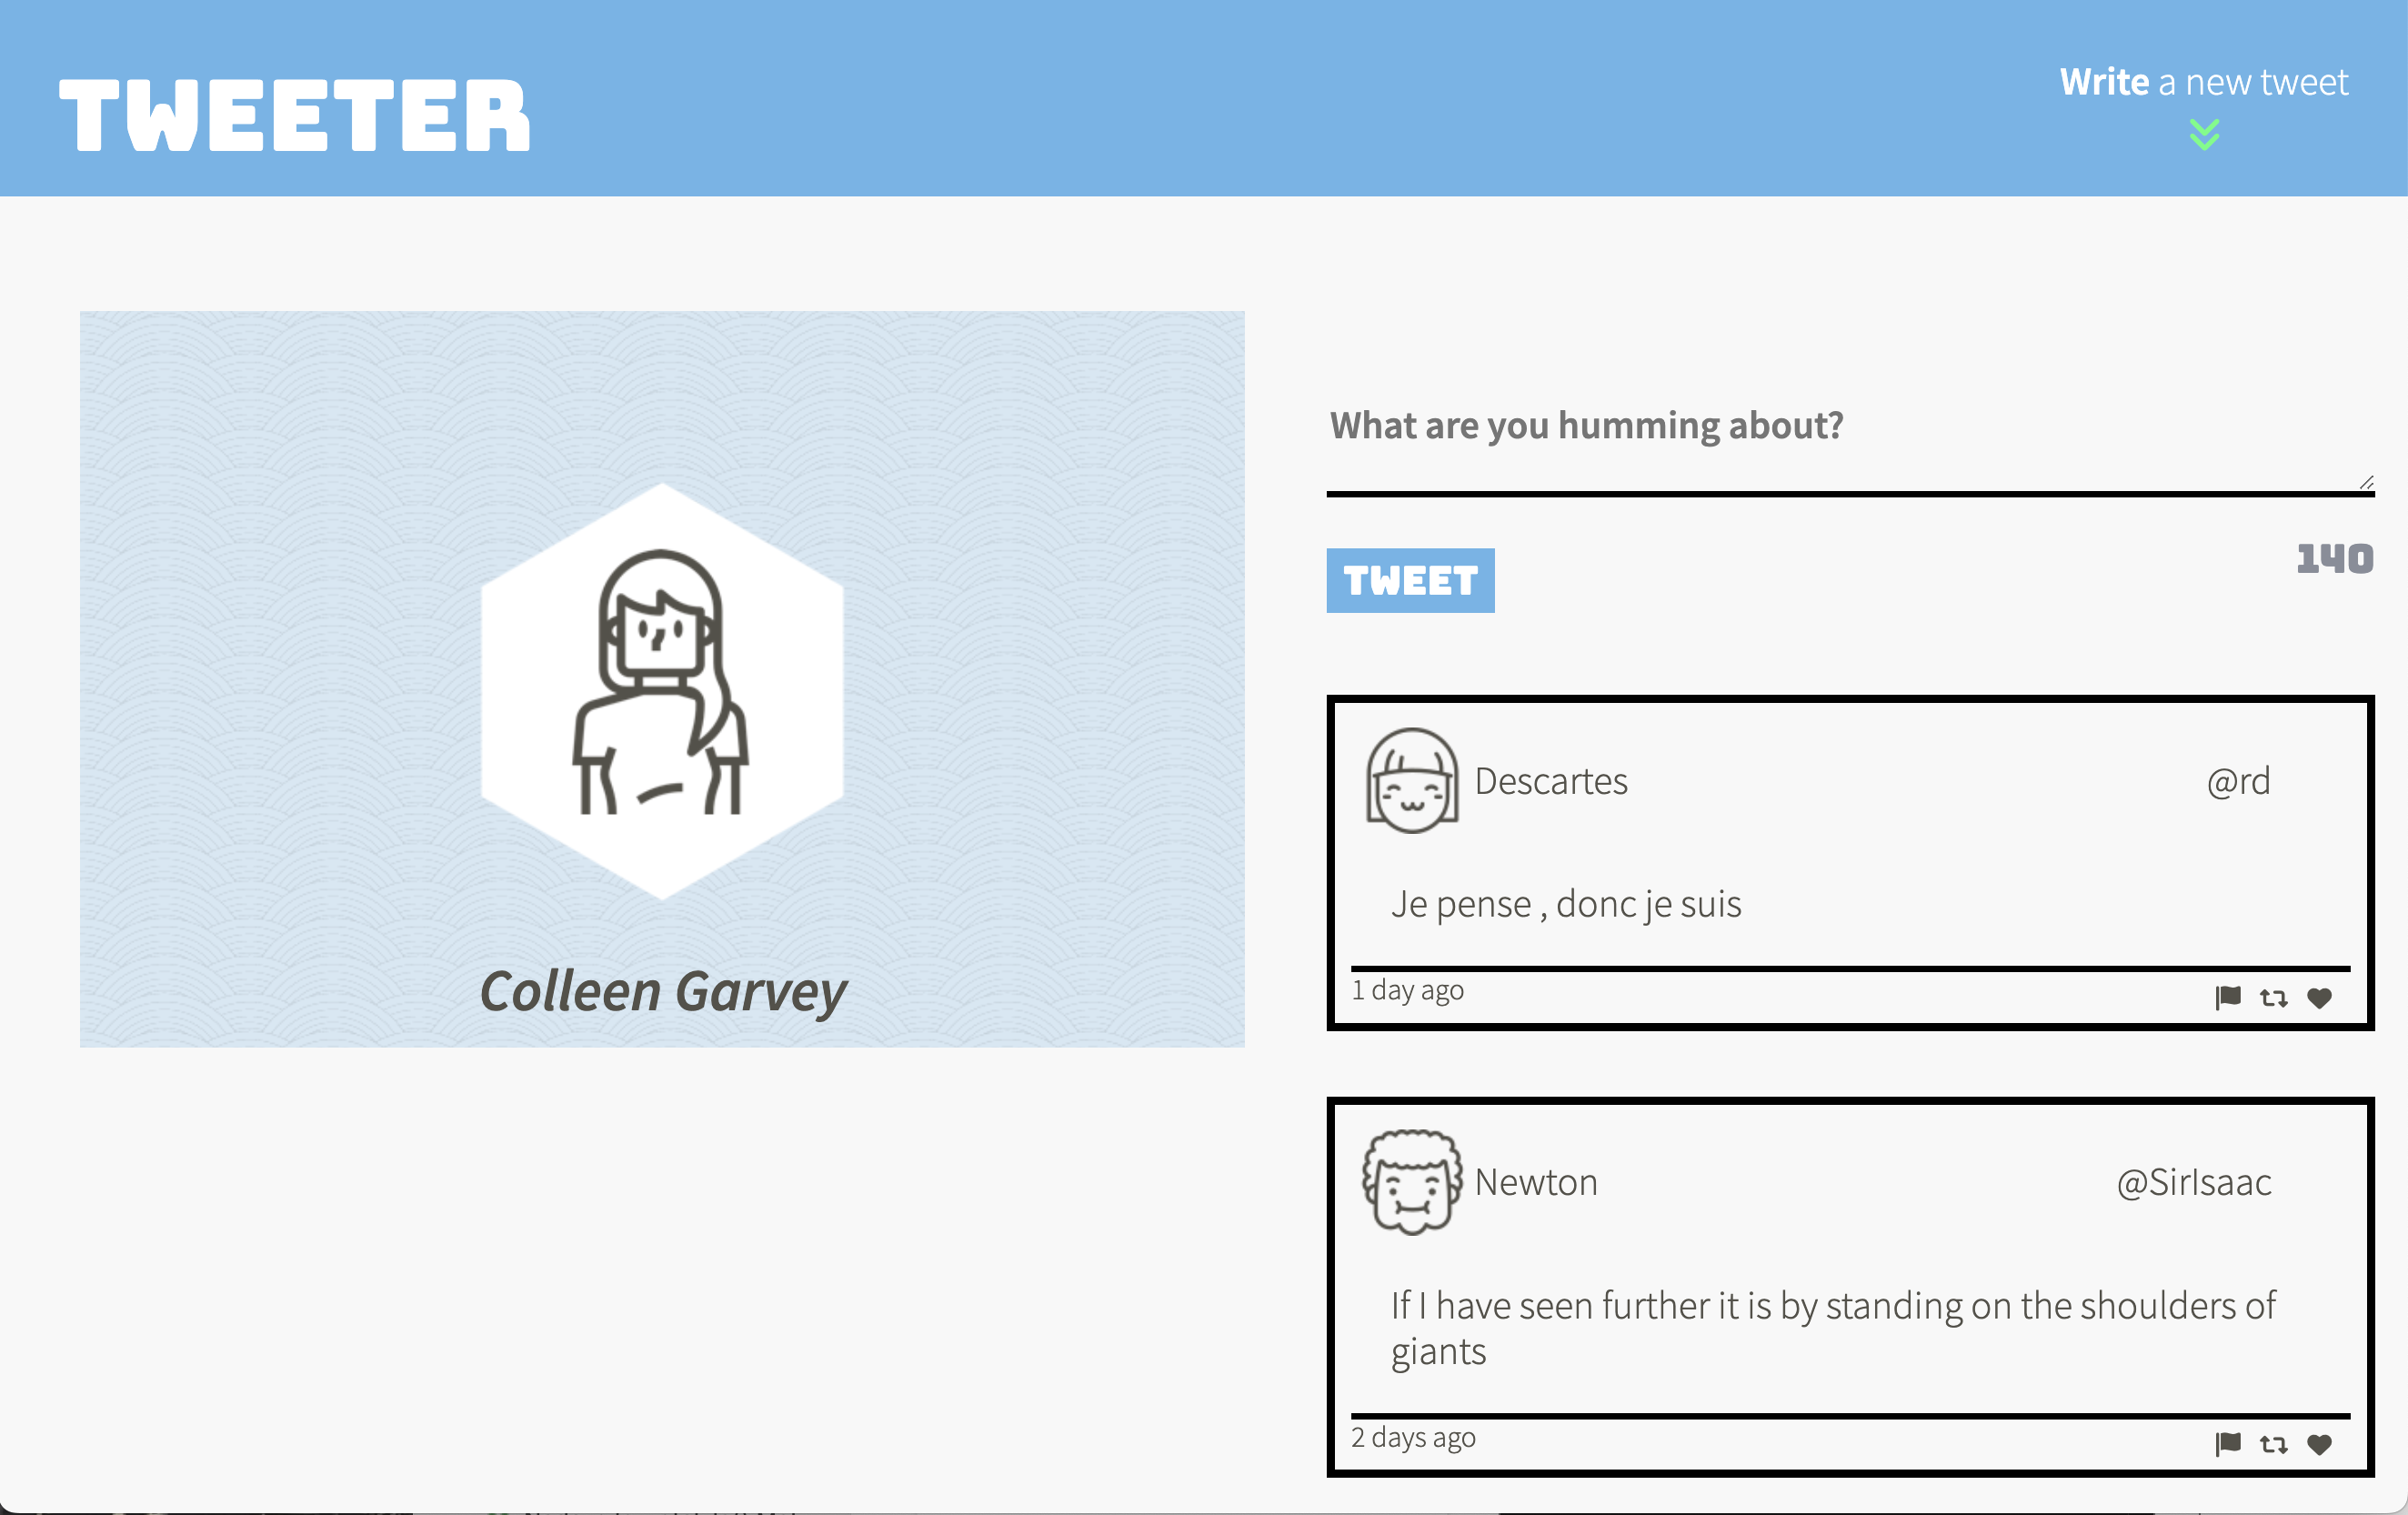 TWEETER
Write a new tweet
Colleen Garvey
What are you humming about?
TWEET
140
Descartes
@rd
Je pense , donc je suis
1 day ago
Newton
@SirIsaac
If I have seen further it is by standing on the shoulders of
giants
2 days ago